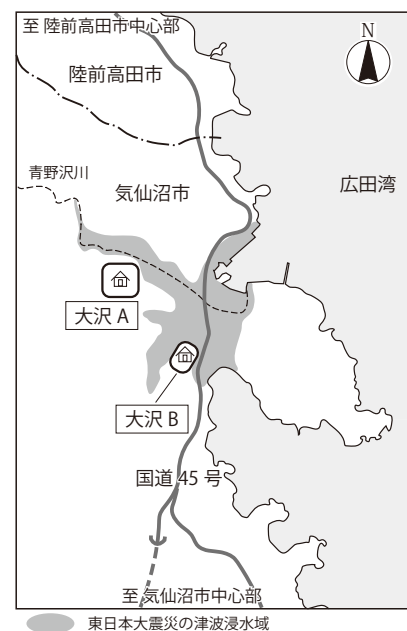 至 陸前高田市中心部
N
陸前高田市
青野沢川
気仙沼市
広田湾
大沢 A
大沢 B
国道 45 号
至 気仙沼市中心部
東日本大震災の津波浸水域